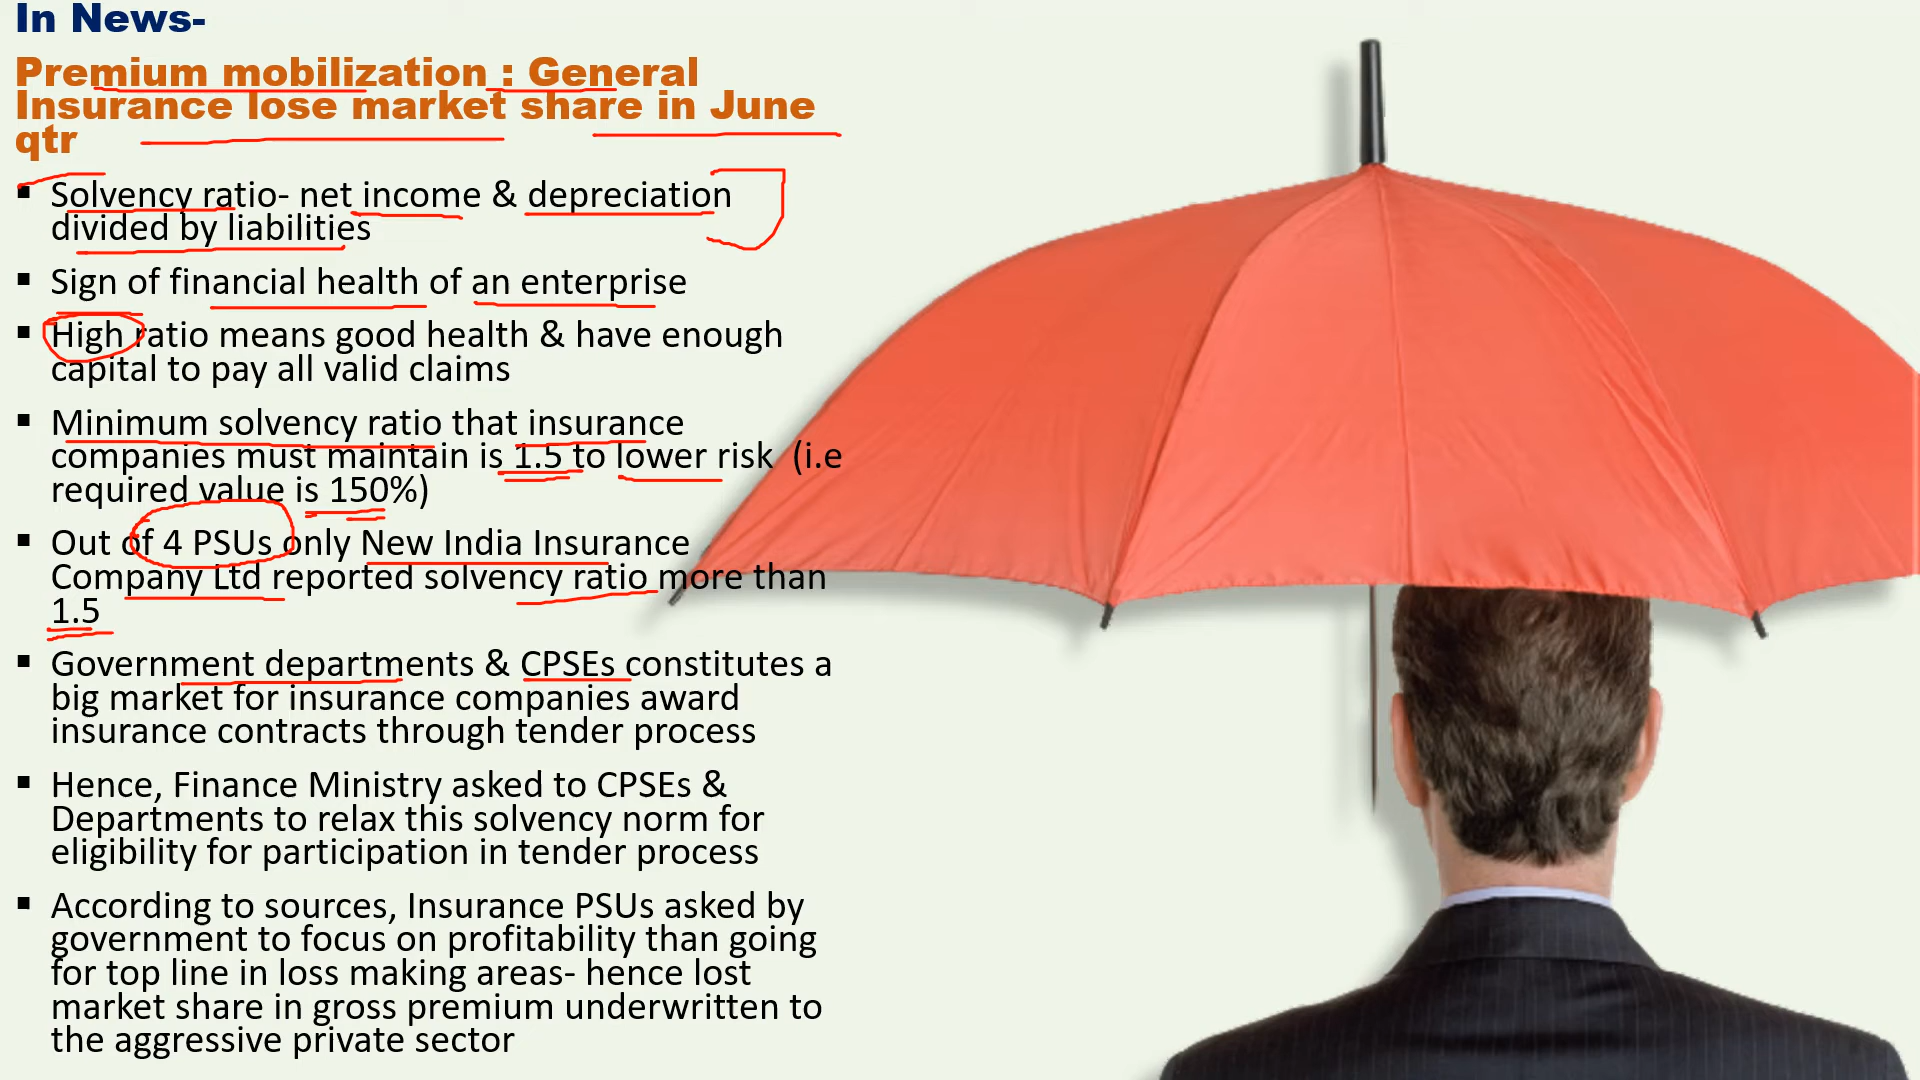 In News-
Premium mobilization : General
Insurance lose market share in June
qtr
▪ Solvency ratio- net income & depreciation
divided by liabilities
▪ Sign of financial health of an enterprise
▪ High ratio means good health & have enough
capital to pay all valid claims
▪ Minimum solvency ratio that insurance
companies must maintain is 1.5 to lower risk (i.e
required value is 150%)
▪ Out of 4 PSUs only New India Insurance
Company Ltd reported solvency ratio more than
1.5
▪ Government departments & CPSEs constitutes a
big market for insurance companies award
insurance contracts through tender process
▪ Hence, Finance Ministry asked to CPSEs &
Departments to relax this solvency norm for
eligibility for participation in tender process
▪ According to sources, Insurance PSUs asked by
government to focus on profitability than going
for top line in loss making areas- hence lost
market share in gross premium underwritten to
the aggressive private sector